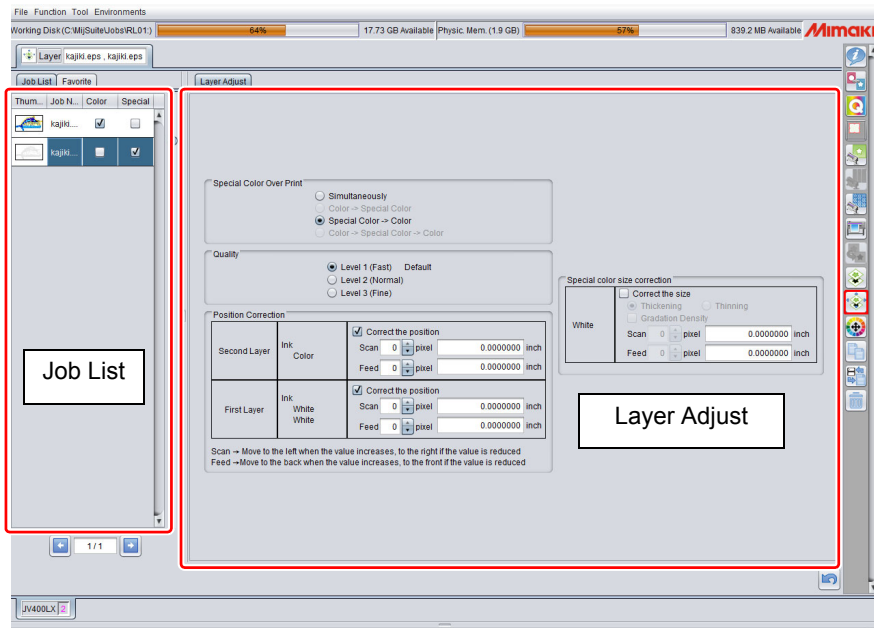 File Function Tool Environments
Working Disk (C:\MijSuite\Jobs\RL01:) 64% 17.73 GB Available Physic. Mem. (1.9 GB) 57% 839.2 MB Available Mimaki
Layer kajiki.eps , kajiki.eps
Job List Favorite Layer Adjust
Thum... Job N... Color Special
kajiki....
kajiki....
Special Color Over Print
Simultaneously
Color -> Special Color
Special Color -> Color
Color -> Special Color -> Color
Quality
Level 1 (Fast) Default
Level 2 (Normal)
Level 3 (Fine)
Special color size correction
White
Correct the size
Thickening Thinning
Gradation Density
Scan 0 pixel 0.0000000 inch
Feed 0 pixel 0.0000000 inch
Position Correction
Second Layer
Ink
Color
Correct the position
Scan 0 pixel 0.0000000 inch
Feed 0 pixel 0.0000000 inch
First Layer
Ink
White
White
Correct the position
Scan 0 pixel 0.0000000 inch
Feed 0 pixel 0.0000000 inch
Scan → Move to the left when the value increases, to the right if the value is reduced
Feed →Move to the back when the value increases, to the front if the value is reduced
Job List
Layer Adjust
1 / 1
JV400LX 2